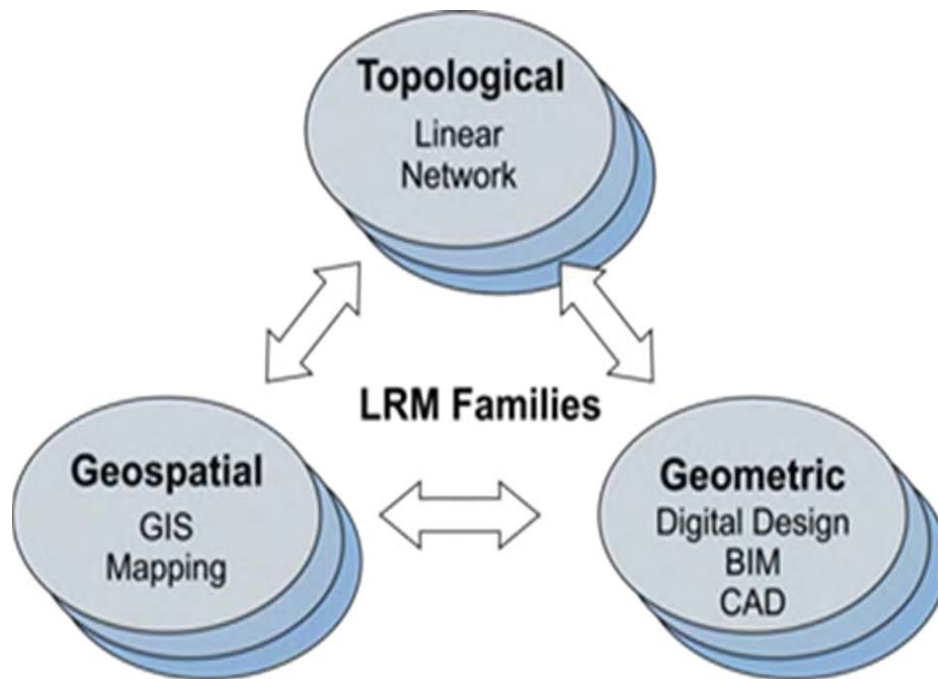 Topological
Linear
Network
LRM Families
Geospatial
GIS
Mapping
Geometric
Digital Design
BIM
CAD